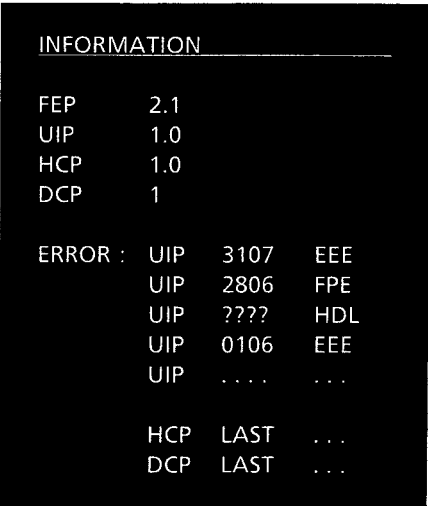 INFORMATION
FEP 2.1
UIP 1.0
HCP 1.0
DCP 1
ERROR : UIP 3107 EEE
UIP 2806 FPE
UIP ???? HDL
UIP 0106 EEE
UIP .... ...
HCP LAST ...
DCP LAST ...